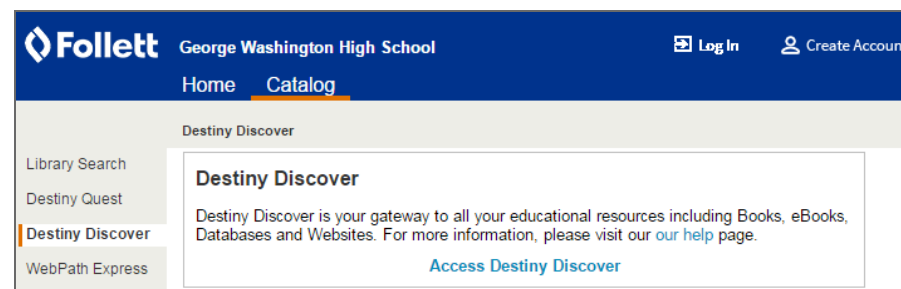 Follett George Washington High School Log In Create Accoun
Home Catalog
Destiny Discover
Library Search
Destiny Quest
Destiny Discover
WebPath Express
Destiny Discover
Destiny Discover is your gateway to all your educational resources including Books, eBooks,
Databases and Websites. For more information, please visit our our help page.
Access Destiny Discover